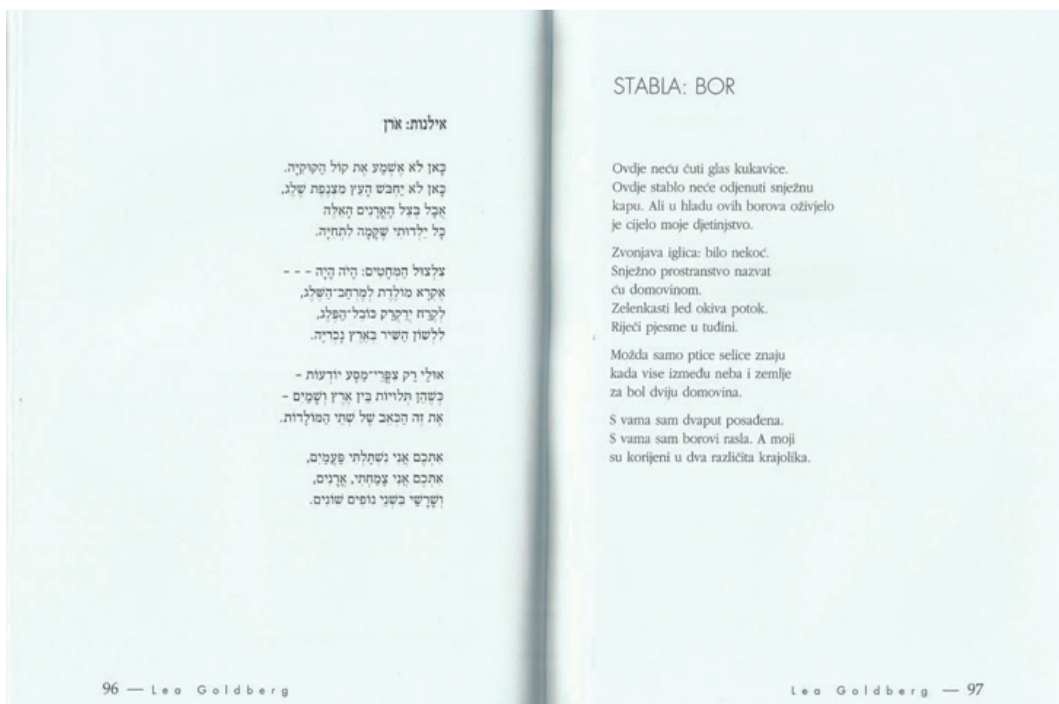 אילנות: אֹרן
כָּאן לֹא אֶשְׁמַע אֶת קוֹל הַקּוּקִיָּה.
כָּאן לֹא יַחְבֹּשׁ הָעֵץ מִצְנֶפֶת שֶׁלֶג,
אֲבָל בְּצֵל הָאֳרָנִים הָאֵלֶּה
כָּל יַלְדוּתִי שֶׁקָּמָה לִתְחִיָּה.
צִלְצוּל הַמְּחָטִים: הָיֹה הָיָה – – –
אֶקְרָא מוֹלֶדֶת לְמֶרְחַב־הַשֶּׁלֶג,
לְקֶרַח יְרַקְרַק כּוֹבֵל־הַפֶּלֶג,
לִלְשׁוֹן הַשִּׁיר בְּאֶרֶץ נָכְרִיָּה.
אוּלַי רַק צִפֳּרֵי־מַסָּע יוֹדְעוֹת –
כְּשֶׁהֵן תְּלוּיוֹת בֵּין אֶרֶץ וְשָׁמַיִם –
אֶת זֶה הַכְּאֵב שֶׁל שְׁתֵּי הַמּוֹלָדוֹת.
אִתְּכֶם אֲנִי נִשְׁתַּלְתִּי פַּעֲמַיִם,
אִתְּכֶם אֲנִי צָמַחְתִּי, אֳרָנִים,
וְשָׁרָשַׁי בִּשְׁנֵי נוֹפִים שׁוֹנִים.
96 — Lea Goldberg
STABLA: BOR
Ovdje neću čuti glas kukavice.
Ovdje stablo neće odjenuti snježnu
kapu. Ali u hladu ovih borova oživjelo
je cijelo moje djetinjstvo.
Zvonjava iglica: bilo nekoć.
Snježno prostranstvo nazvat
ću domovinom.
Zelenkasti led okiva potok.
Riječi pjesme u tuđini.
Možda samo ptice selice znaju
kada vise između neba i zemlje
za bol dviju domovina.
S vama sam dvaput posađena.
S vama sam borovi rasla. A moji
su korijeni u dva različita krajolika.
Lea Goldberg — 97